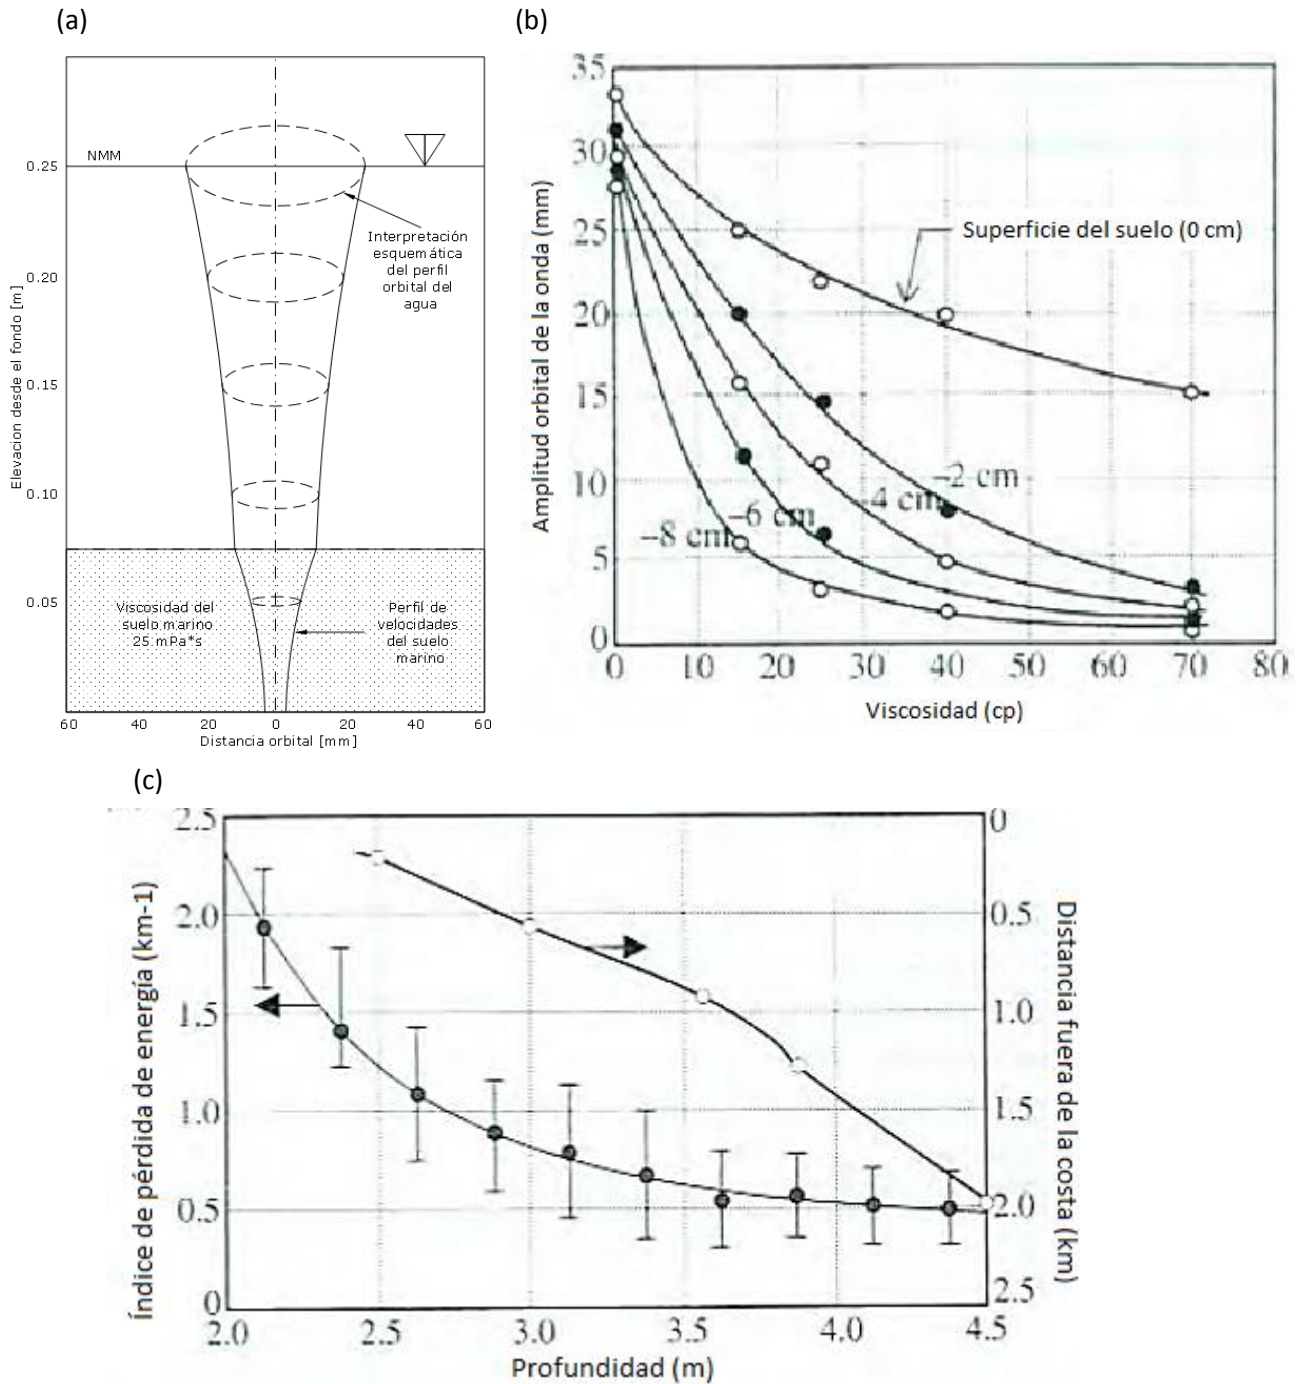 (a)
NMM
0.25
0.20
0.15
0.10
0.05
Elevacion desde el fondo [m]
Interpretación
esquemática
del perfil
orbital del
agua
Viscosidad del
suelo marino
25 mPa*s
Perfil de
velocidades
del suelo
marino
60 40 20 0 20 40 60
Distancia orbital [mm]
(b)
35
30
25
20
15
10
5
0
Amplitud orbital de la onda (mm)
Superficie del suelo (0 cm)
–2 cm
–4 cm
–6 cm
–8 cm
0 10 20 30 40 50 60 70 80
Viscosidad (cp)
(c)
2.5
2.0
1.5
1.0
0.5
0
Índice de pérdida de energía (km-1)
0
0.5
1.0
1.5
2.0
2.5
Distancia fuera de la costa (km)
2.0 2.5 3.0 3.5 4.0 4.5
Profundidad (m)